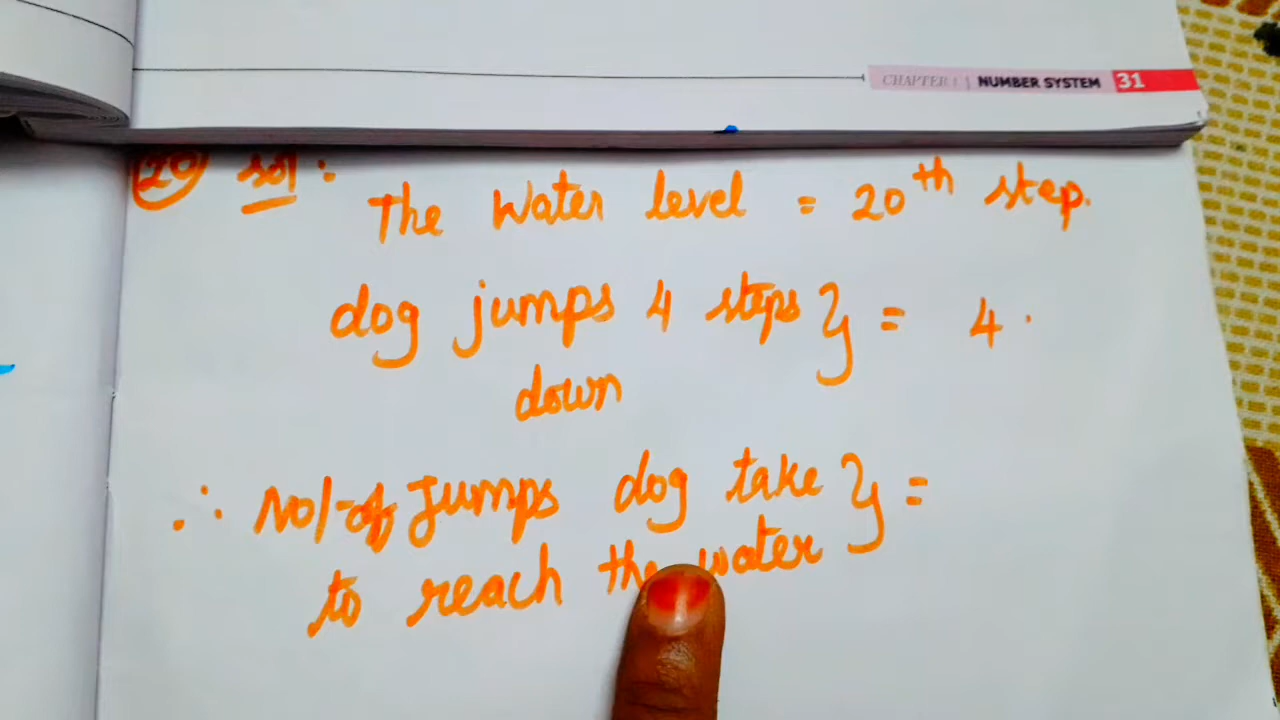 CHAPTER 1 | NUMBER SYSTEM 31
20 Sol :
The Water level = 20th step.
dog jumps 4 steps } = 4.
down
∴ No/-of Jumps dog take } =
to reach the water